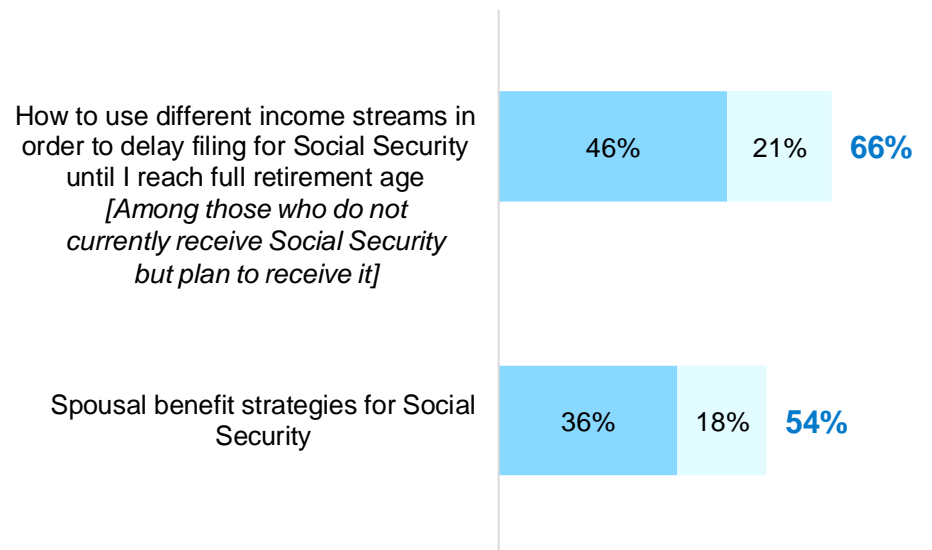 How to use different income streams in
order to delay filing for Social Security
until I reach full retirement age
[Among those who do not
currently receive Social Security
but plan to receive it]
46%
21%
66%
Spousal benefit strategies for Social
Security
36%
18%
54%